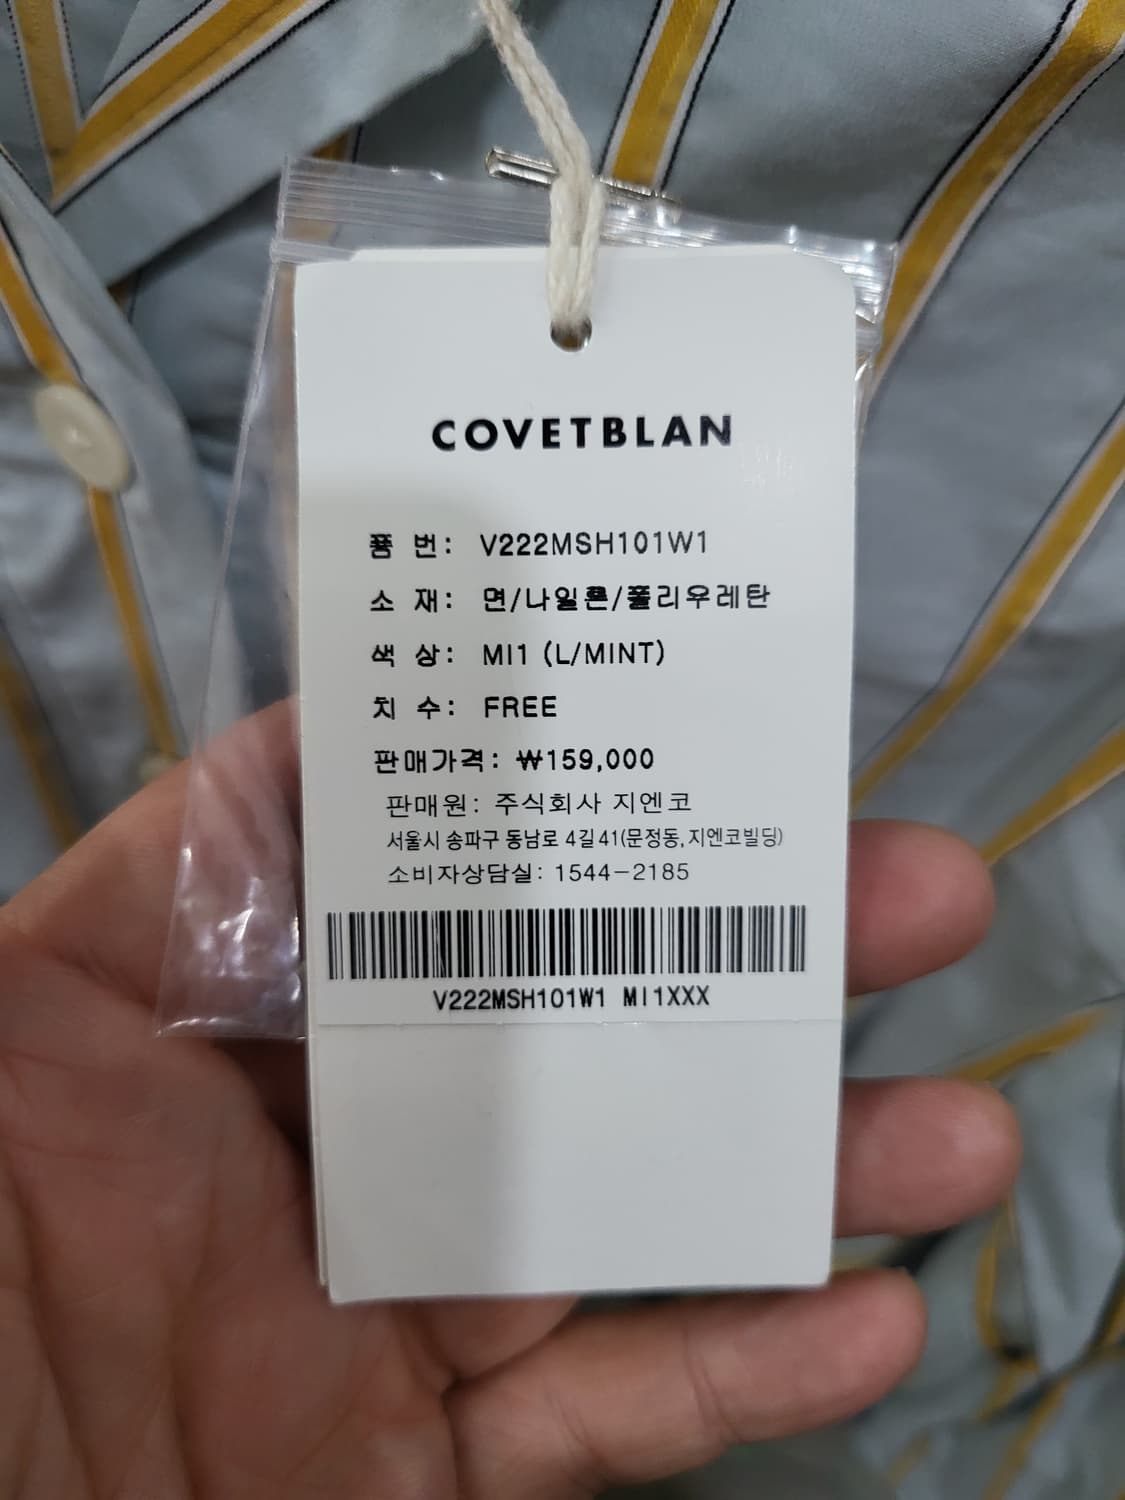 COVETBLAN
품 번: V222MSH101W1
소 재: 면/나일론/폴리우레탄
색 상: MI1 (L/MINT)
치 수: FREE
판매가격: ₩159,000
판매원: 주식회사 지엔코
서울시 송파구 동남로 4길 41(문정동, 지엔코빌딩)
소비자상담실: 1544-2185
V222MSH101W1 MI1XXX